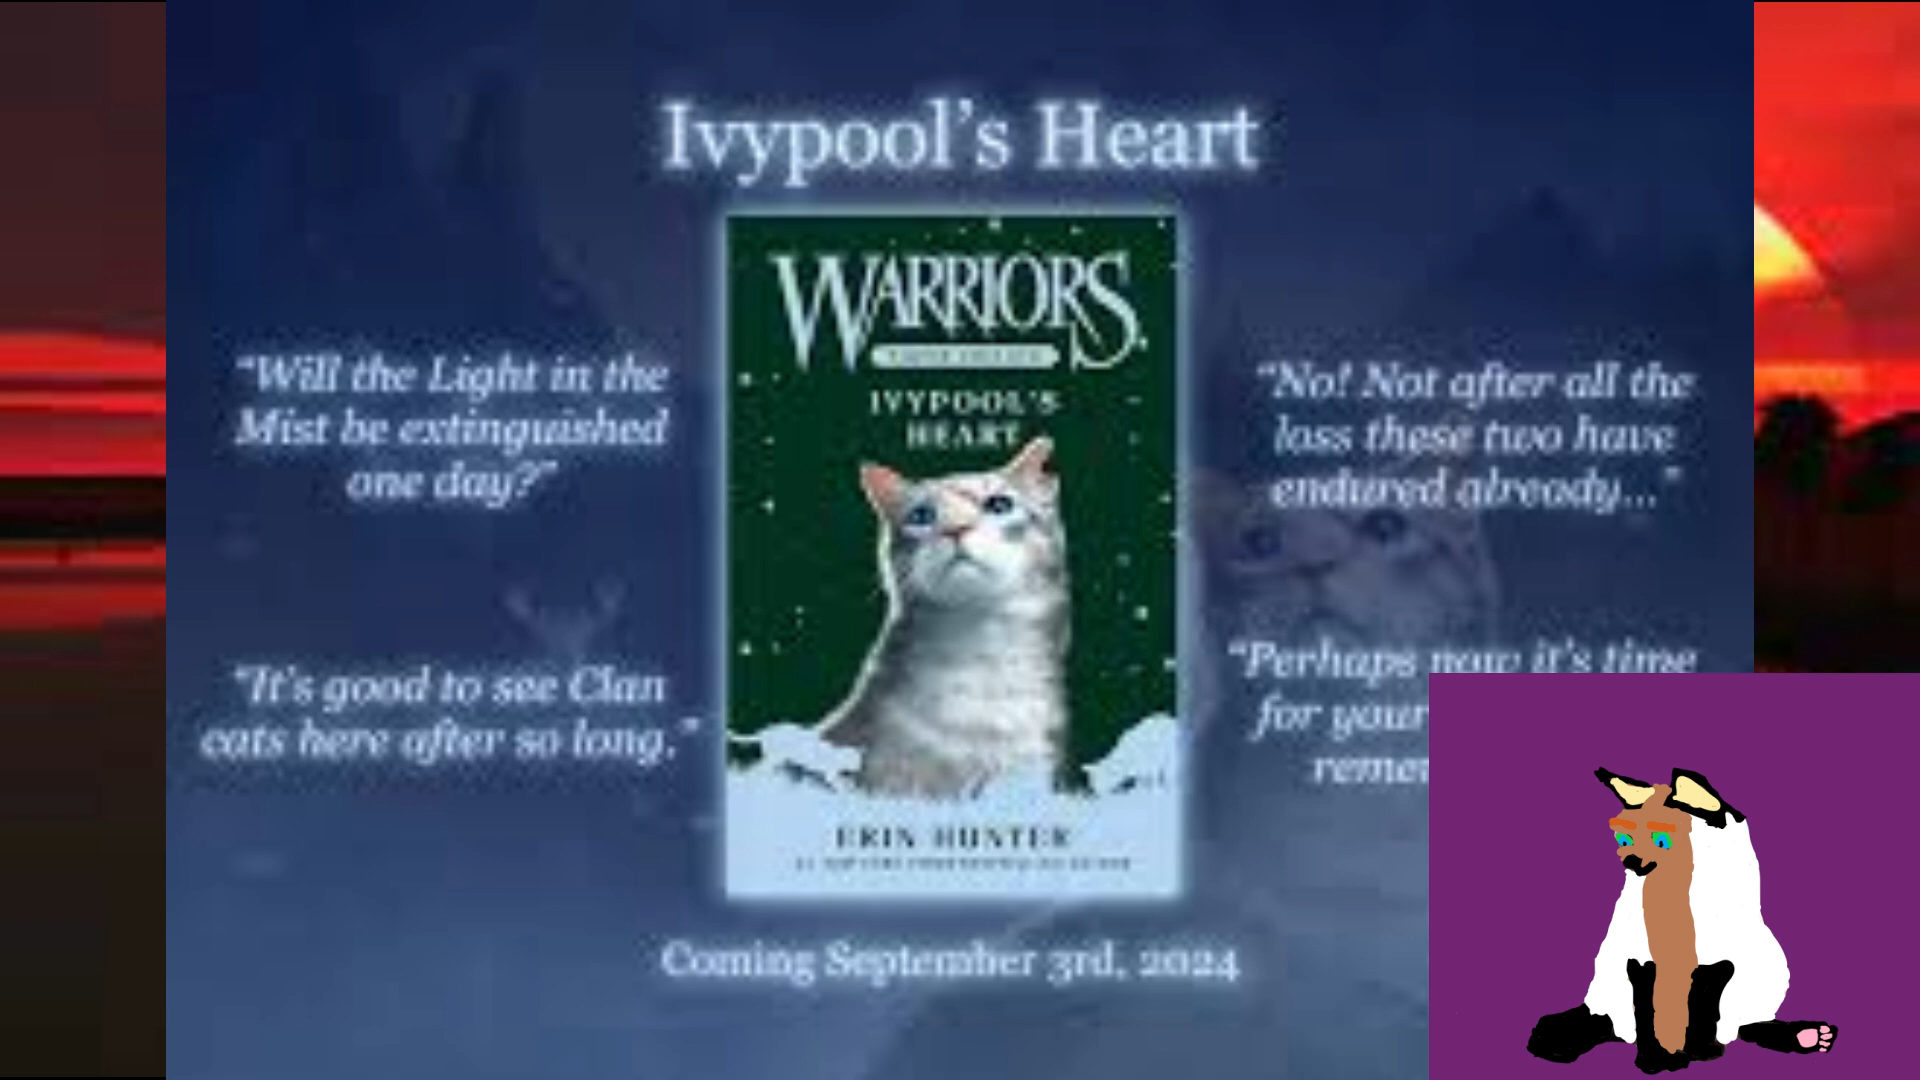 Ivypool's Heart
WARRIORS
IVYPOOL'S
HEART
ERIN HUNTER
"Will the Light in the
Mist be extinguished
one day?"
"No! Not after all the
loss these two have
endured already..."
"It's good to see Clan
cats here after so long."
"Perhaps now it's time
for your
Coming September 3rd, 2024